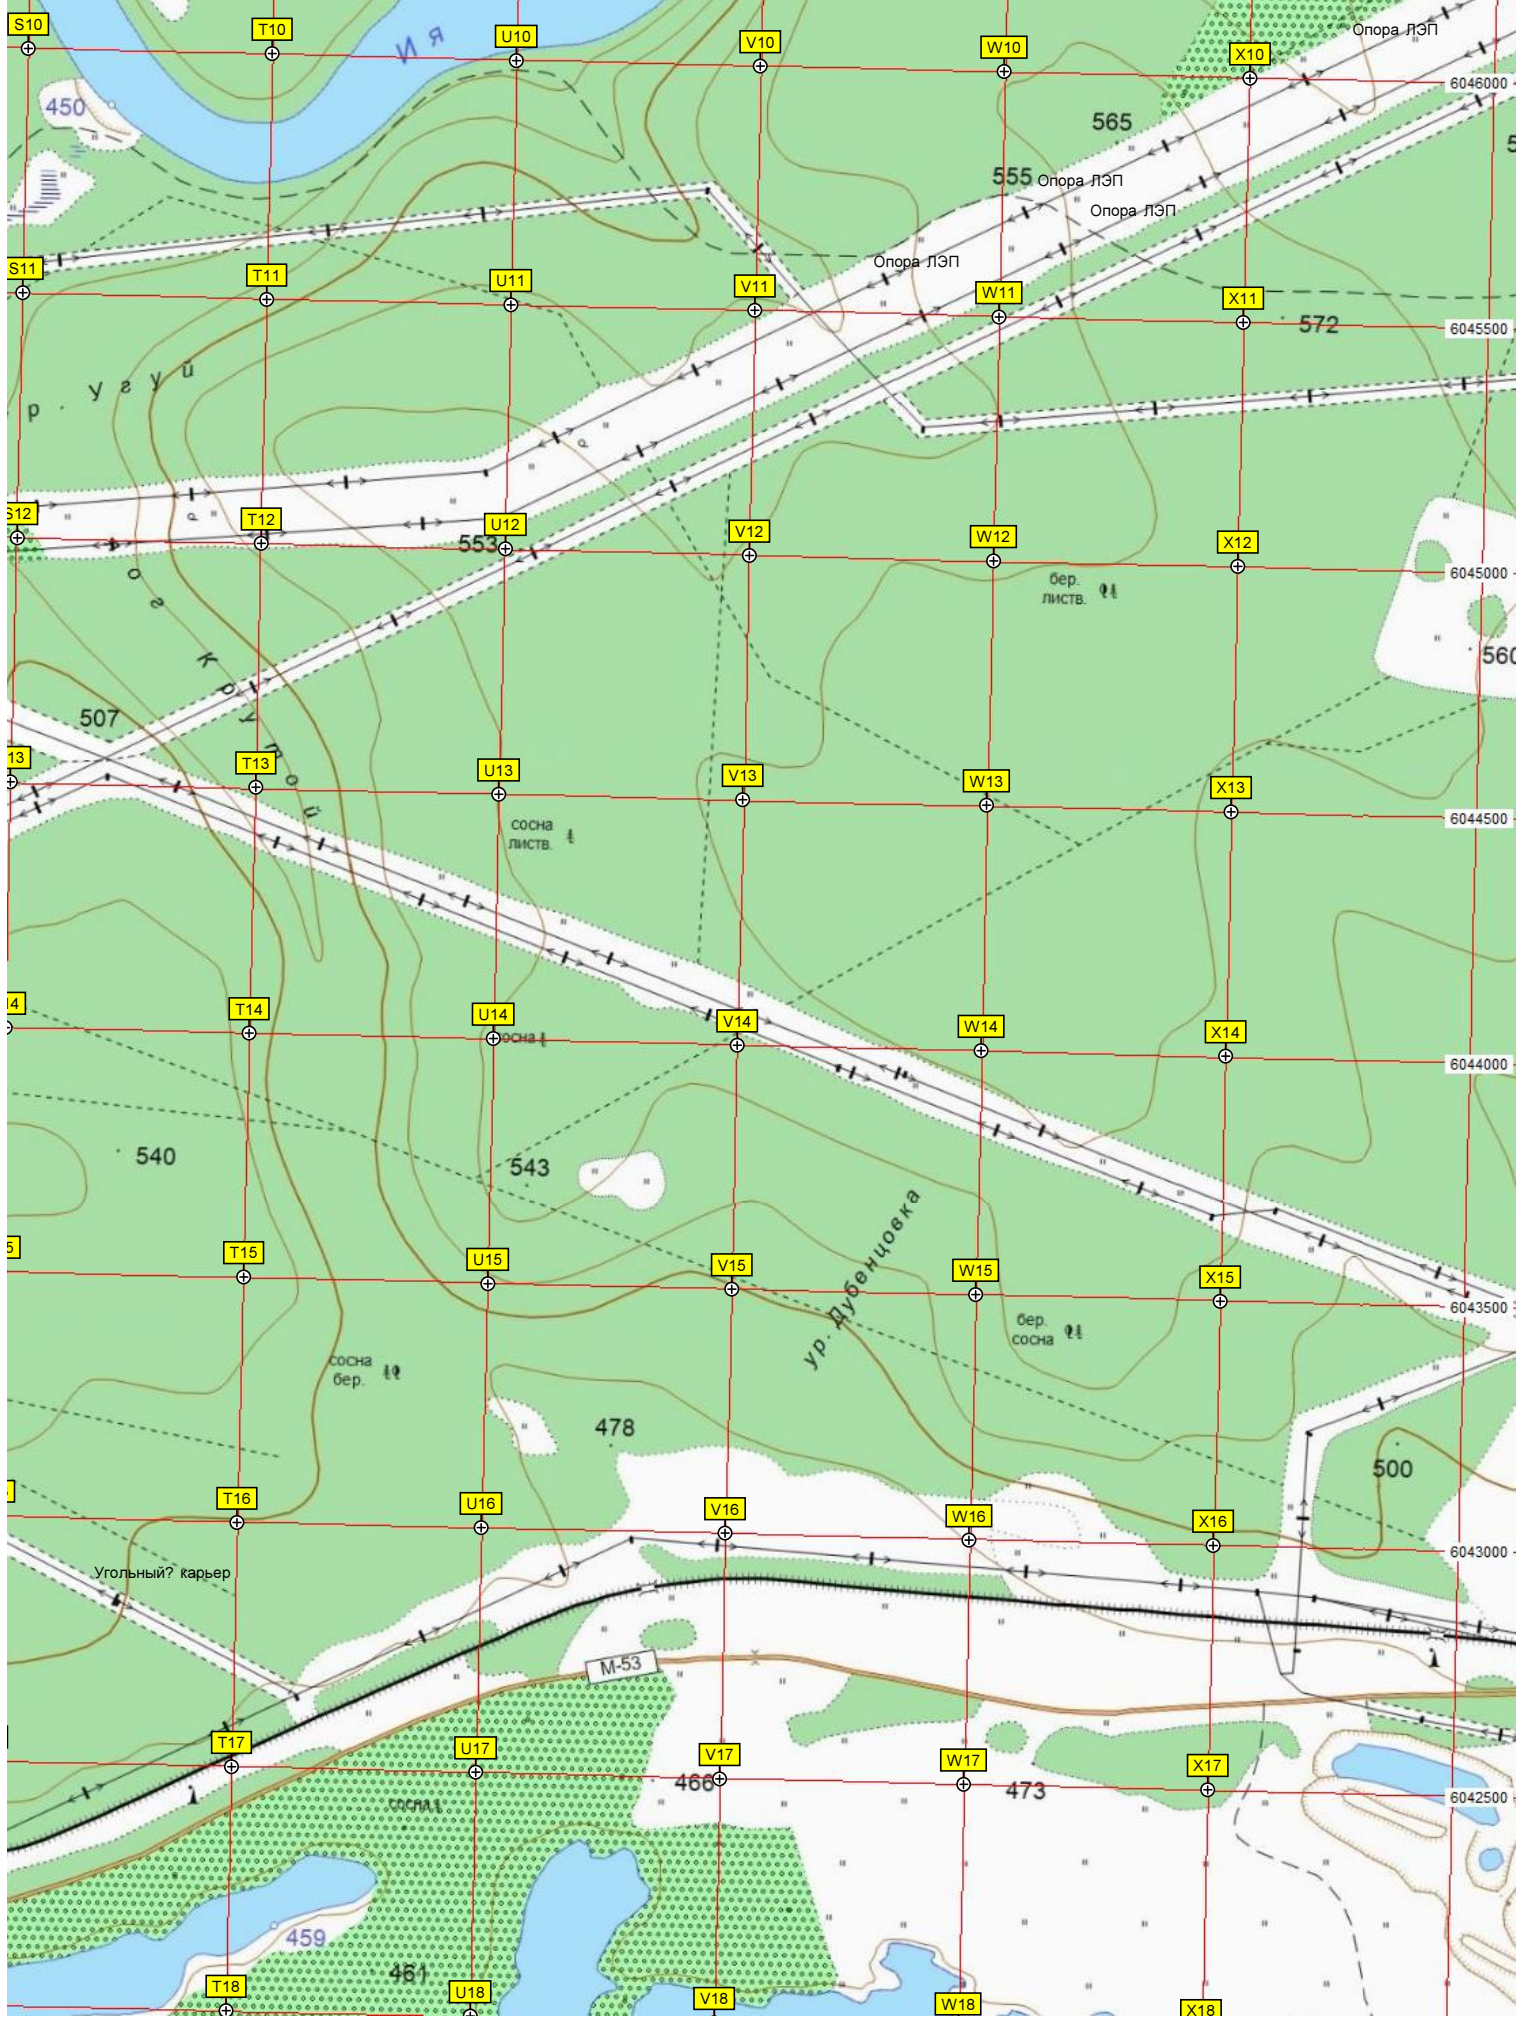 S10
T10
U10
V10
W10
X10
Опора ЛЭП
И я
6046000
450
565
555
Опора ЛЭП
Опора ЛЭП
Опора ЛЭП
S11
T11
U11
V11
W11
X11
572
6045500
р. Угуй
S12
T12
U12
V12
W12
X12
553
6045000
бер.
листв.
лог Крутой
560
507
13
T13
U13
V13
W13
X13
6044500
сосна
листв.
14
T14
U14
V14
W14
X14
сосна
6044000
540
543
ур. Дубенцовка
5
T15
U15
V15
W15
X15
6043500
бер.
сосна
сосна
бер.
478
500
T16
U16
V16
W16
X16
6043000
Угольный? карьер
М-53
T17
U17
V17
W17
X17
466
473
6042500
сосна
459
461
T18
U18
V18
W18
X18